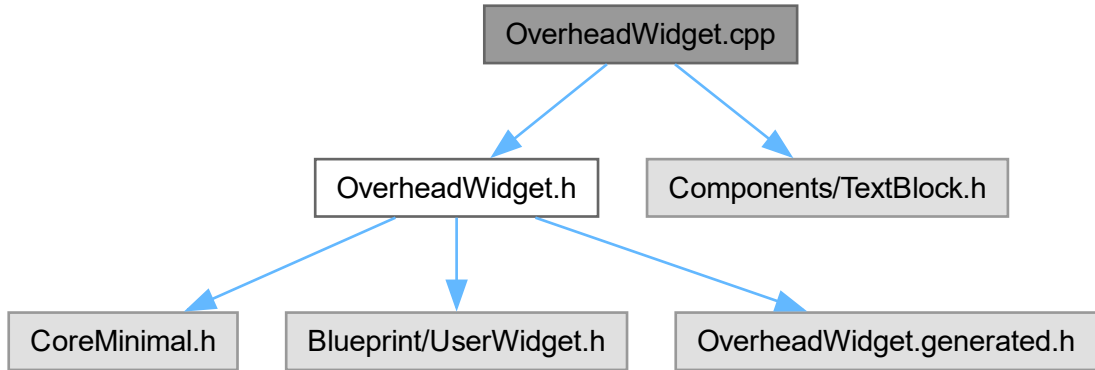 OverheadWidget.cpp
OverheadWidget.h
Components/TextBlock.h
CoreMinimal.h
Blueprint/UserWidget.h
OverheadWidget.generated.h